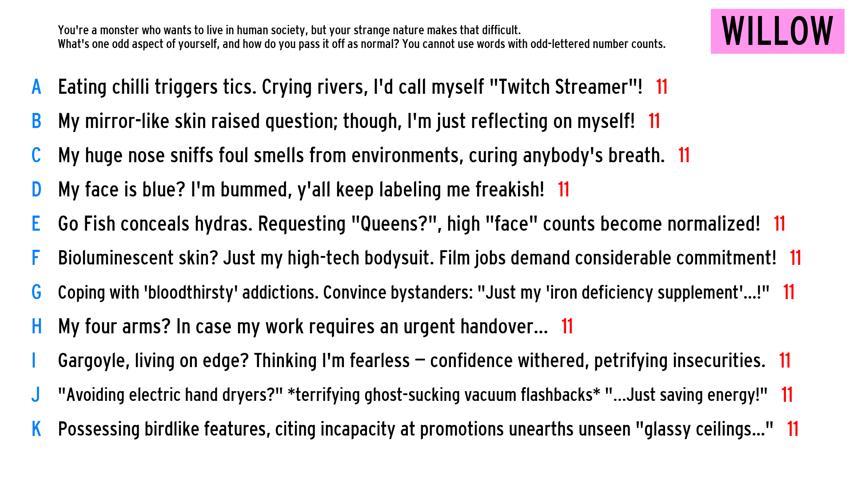 You're a monster who wants to live in human society, but your strange nature makes that difficult.
What's one odd aspect of yourself, and how do you pass it off as normal? You cannot use words with odd-lettered number counts.
WILLOW
A Eating chilli triggers tics. Crying rivers, I'd call myself "Twitch Streamer"! 11
B My mirror-like skin raised question; though, I'm just reflecting on myself! 11
C My huge nose sniffs foul smells from environments, curing anybody's breath. 11
D My face is blue? I'm bummed, y'all keep labeling me freakish! 11
E Go Fish conceals hydras. Requesting "Queens?", high "face" counts become normalized! 11
F Bioluminescent skin? Just my high-tech bodysuit. Film jobs demand considerable commitment! 11
G Coping with 'bloodthirsty' addictions. Convince bystanders: "Just my 'iron deficiency supplement'...!" 11
H My four arms? In case my work requires an urgent handover... 11
I Gargoyle, living on edge? Thinking I'm fearless – confidence withered, petrifying insecurities. 11
J "Avoiding electric hand dryers?" *terrifying ghost-sucking vacuum flashbacks* "...Just saving energy!" 11
K Possessing birdlike features, citing incapacity at promotions unearths unseen "glassy ceilings..." 11